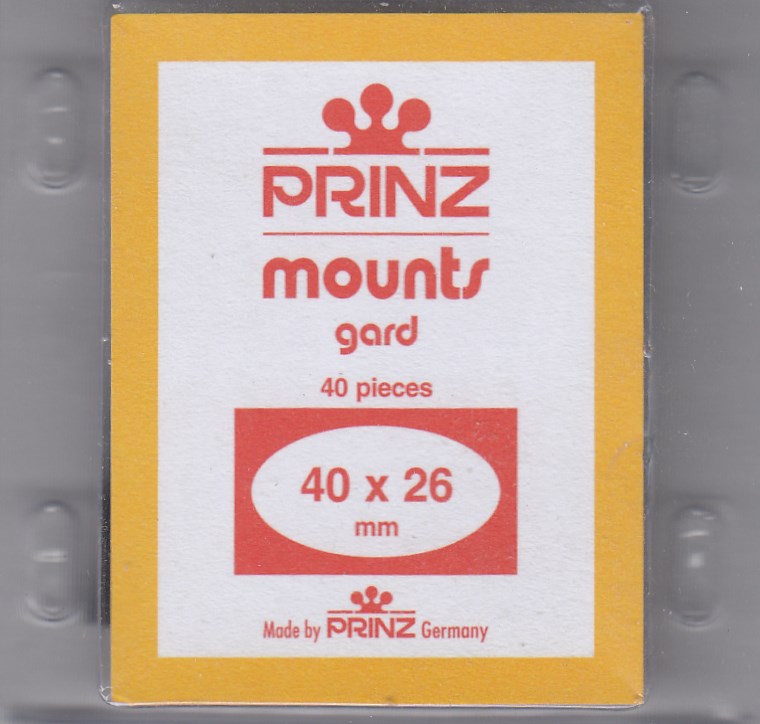 PRINZ
mounts
gard
40 pieces
40 x 26
mm
Made by PRINZ Germany